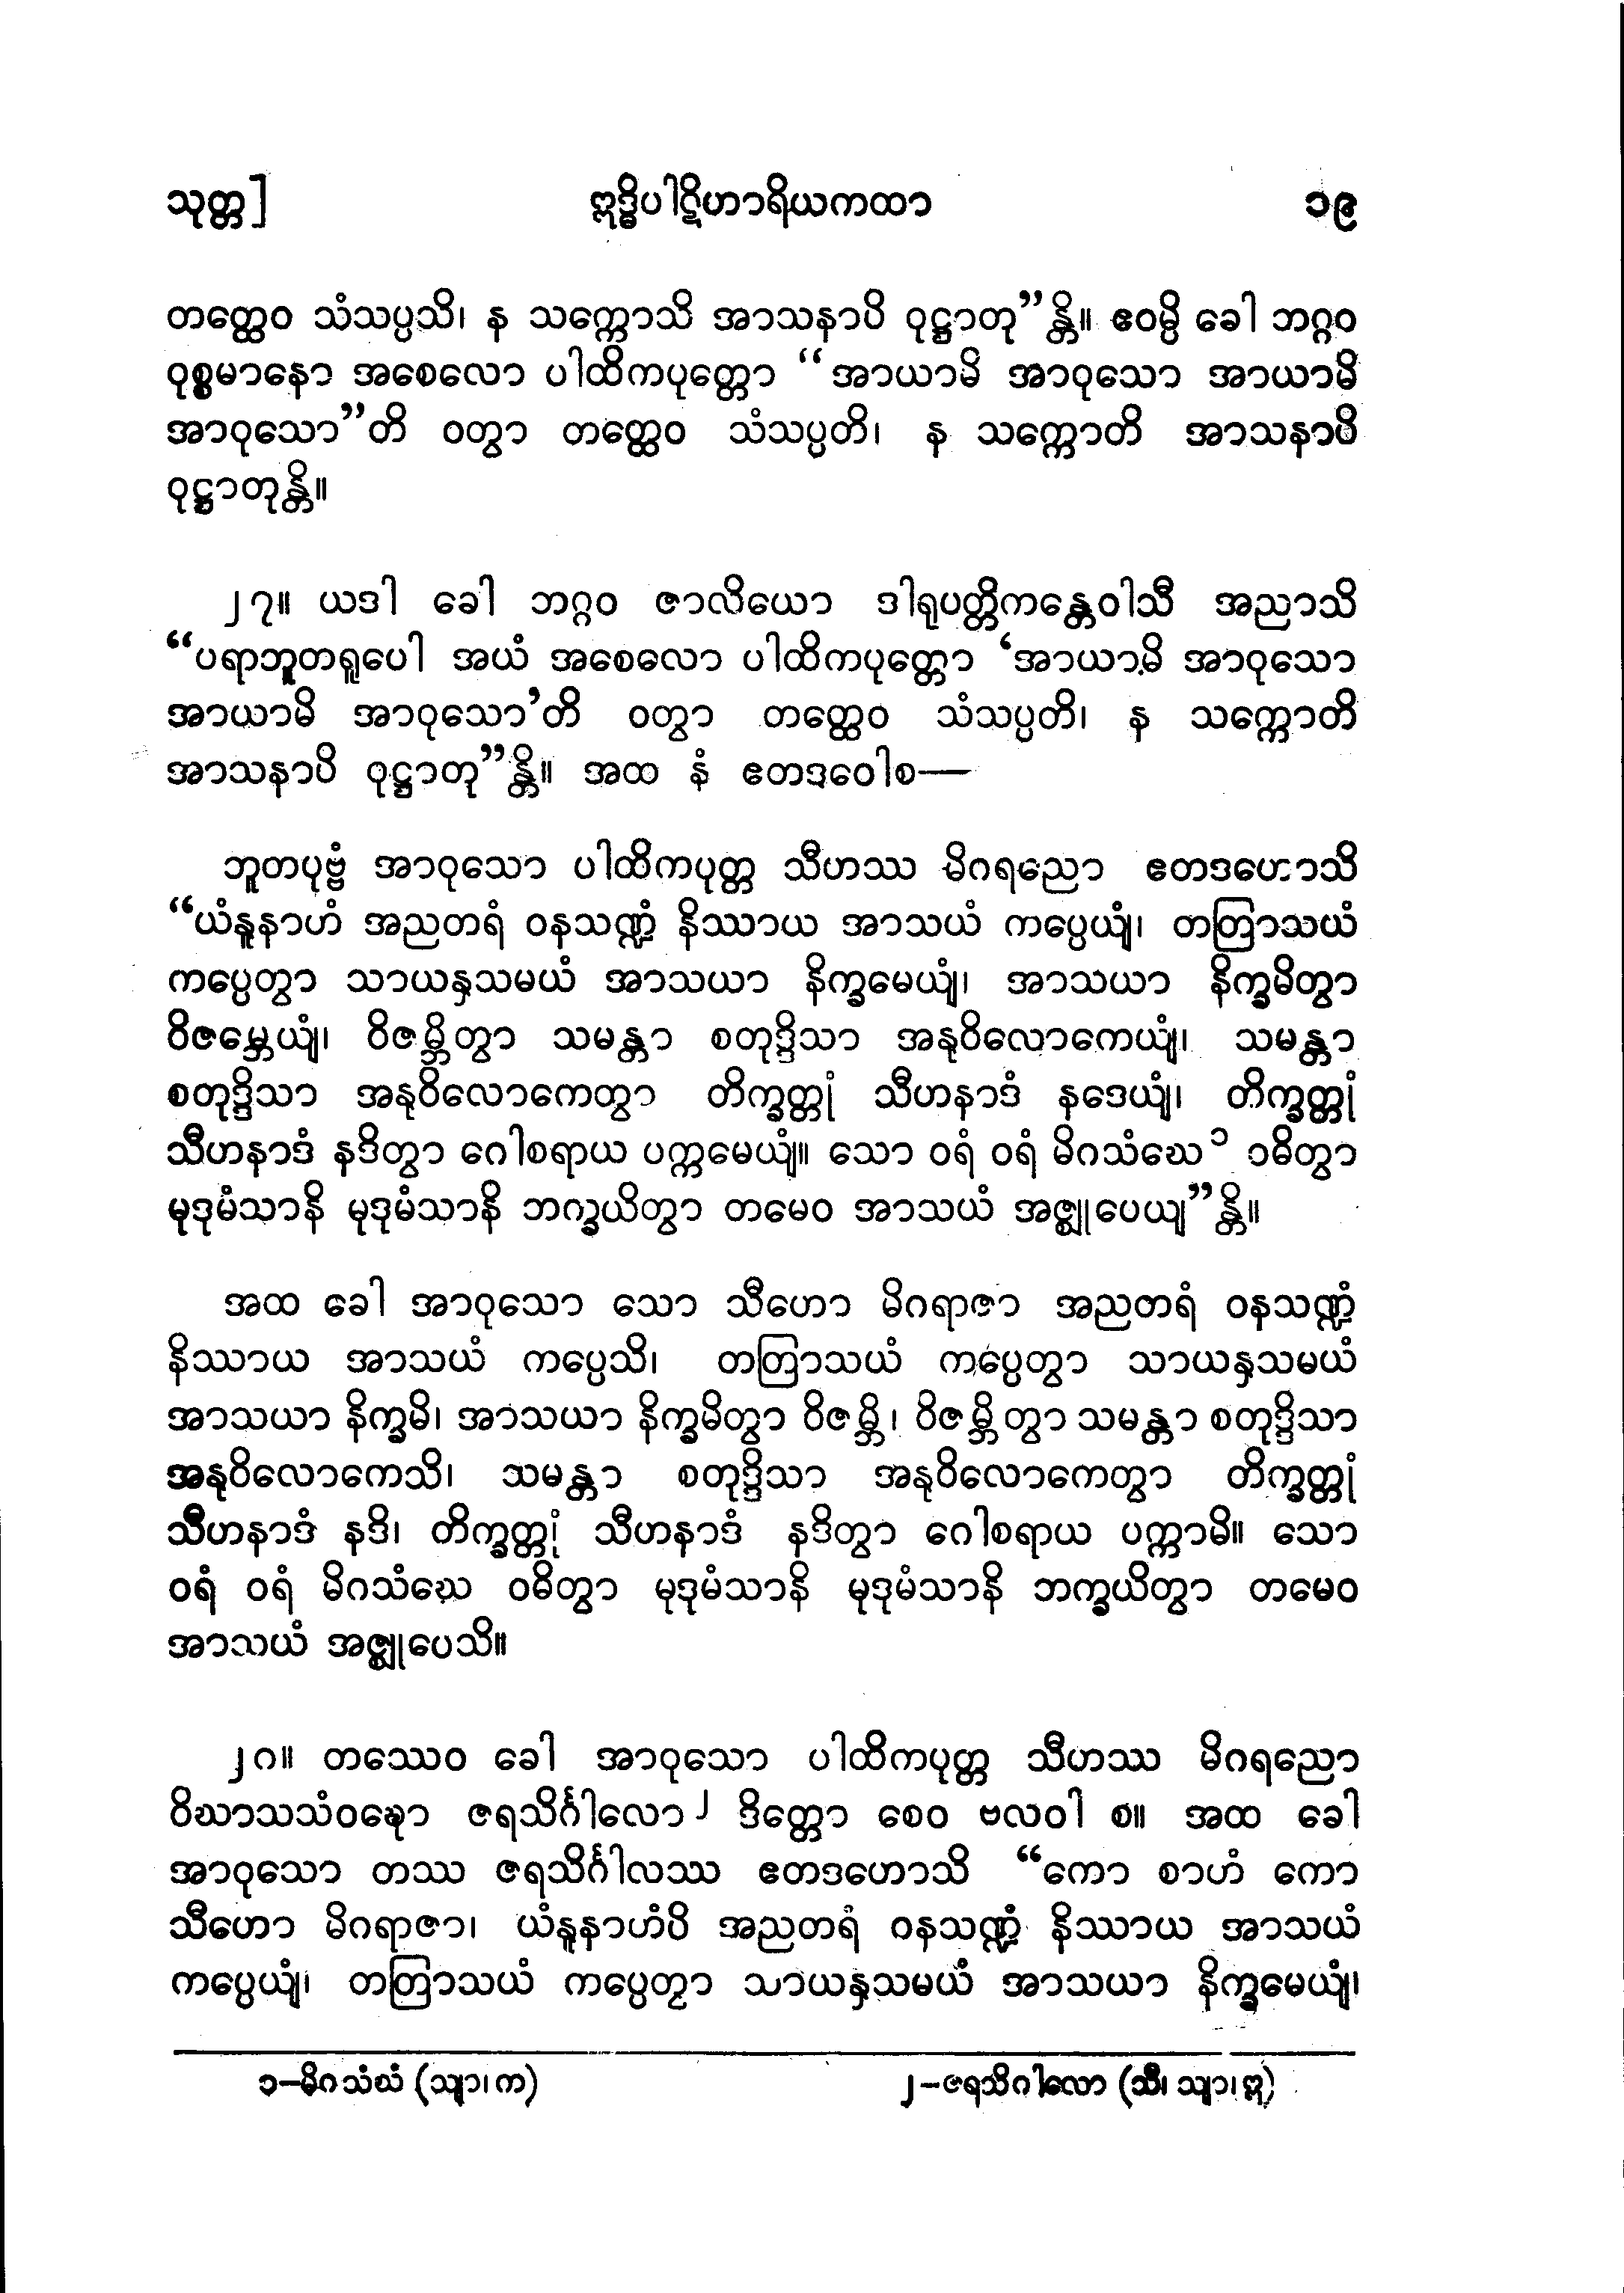 သုတ္တ] ဣဒ္ဓိပါဋိဟာရိယကထာ ၁၉
တတ္ထေဝ သံသပ္ပသိ၊ န သက္ကောသိ အာသနာပိ ဝုဋ္ဌာတု”န္တိ။ ဧဝမ္ပိ ခေါ ဘဂ္ဂဝ
ဝုစ္စမာနော အစေလော ပါထိကပုတ္တော “အာယာမိ အာဝုသော အာယာမိ
အာဝုသော”တိ ဝတွာ တတ္ထေဝ သံသပ္ပတိ၊ န သက္ကောတိ အာသနာပိ
ဝုဋ္ဌာတုန္တိ။
၂၇။ ယဒါ ခေါ ဘဂ္ဂဝ ဇာလိယော ဒါရုပတ္တိကန္တေဝါသီ အညာသိ
“ပရာဘူတရူပေါ အယံ အစေလော ပါထိကပုတ္တော ‘အာယာမိ အာဝုသော
အာယာမိ အာဝုသော’တိ ဝတွာ တတ္ထေဝ သံသပ္ပတိ၊ န သက္ကောတိ
အာသနာပိ ဝုဋ္ဌာတု”န္တိ။ အထ နံ ဧတဒဝေါစ—
ဘူတပုဗ္ဗံ အာဝုသော ပါထိကပုတ္တ သီဟဿ မိဂရညော ဧတဒဟောသိ
“ယံနူနာဟံ အညတရံ ဝနသဏ္ဍံ နိဿာယ အာသယံ ကပ္ပေယျံ၊ တတြာသယံ
ကပ္ပေတွာ သာယနှသမယံ အာသယာ နိက္ခမေယျံ၊ အာသယာ နိက္ခမိတွာ
ဝိဇမ္ဘေယျံ၊ ဝိဇမ္ဘိတွာ သမန္တာ စတုဒ္ဒိသာ အနုဝိလောကေယျံ၊ သမန္တာ
စတုဒ္ဒိသာ အနုဝိလောကေတွာ တိက္ခတ္တုံ သီဟနာဒံ နဒေယျံ၊ တိက္ခတ္တုံ
သီဟနာဒံ နဒိတွာ ဂေါစရာယ ပက္ကမေယျံ။ သော ဝရံ ဝရံ မိဂသံဃေ ၁ ဝဓိတွာ
မုဒုမံသာနိ မုဒုမံသာနိ ဘက္ခယိတွာ တမေဝ အာသယံ အဇ္ဈုပေယျ”န္တိ။
အထ ခေါ အာဝုသော သော သီဟော မိဂရာဇာ အညတရံ ဝနသဏ္ဍံ
နိဿာယ အာသယံ ကပ္ပေသိ၊ တတြာသယံ ကပ္ပေတွာ သာယနှသမယံ
အာသယာ နိက္ခမိ၊ အာသယာ နိက္ခမိတွာ ဝိဇမ္ဘိ၊ ဝိဇမ္ဘိတွာ သမန္တာ စတုဒ္ဒိသာ
အနုဝိလောကေသိ၊ သမန္တာ စတုဒ္ဒိသာ အနုဝိလောကေတွာ တိက္ခတ္တုံ
သီဟနာဒံ နဒိ၊ တိက္ခတ္တုံ သီဟနာဒံ နဒိတွာ ဂေါစရာယ ပက္ကာမိ။ သော
ဝရံ ဝရံ မိဂသံဃေ ဝဓိတွာ မုဒုမံသာနိ မုဒုမံသာနိ ဘက္ခယိတွာ တမေဝ
အာသယံ အဇ္ဈုပေသိ။
၂၈။ တဿေဝ ခေါ အာဝုသော ပါထိကပုတ္တ သီဟဿ မိဂရညော
ဝိဃာသသံဝဍ္ဎော ဇရသိင်္ဂါလော ၂ ဒိတ္တော စေဝ ဗလဝါ စ။ အထ ခေါ
အာဝုသော တဿ ဇရသိင်္ဂါလဿ ဧတဒဟောသိ “ကော စာဟံ ကော
သီဟော မိဂရာဇာ၊ ယံနူနာဟံပိ အညတရံ ဝနသဏ္ဍံ နိဿာယ အာသယံ
ကပ္ပေယျံ၊ တတြာသယံ ကပ္ပေတွာ သာယနှသမယံ အာသယာ နိက္ခမေယျံ၊
၁–မိဂသံဃံ (သျာ၊ က) ၂–ဇရသိဂါလော (သီ၊ သျာ၊ ဣ)